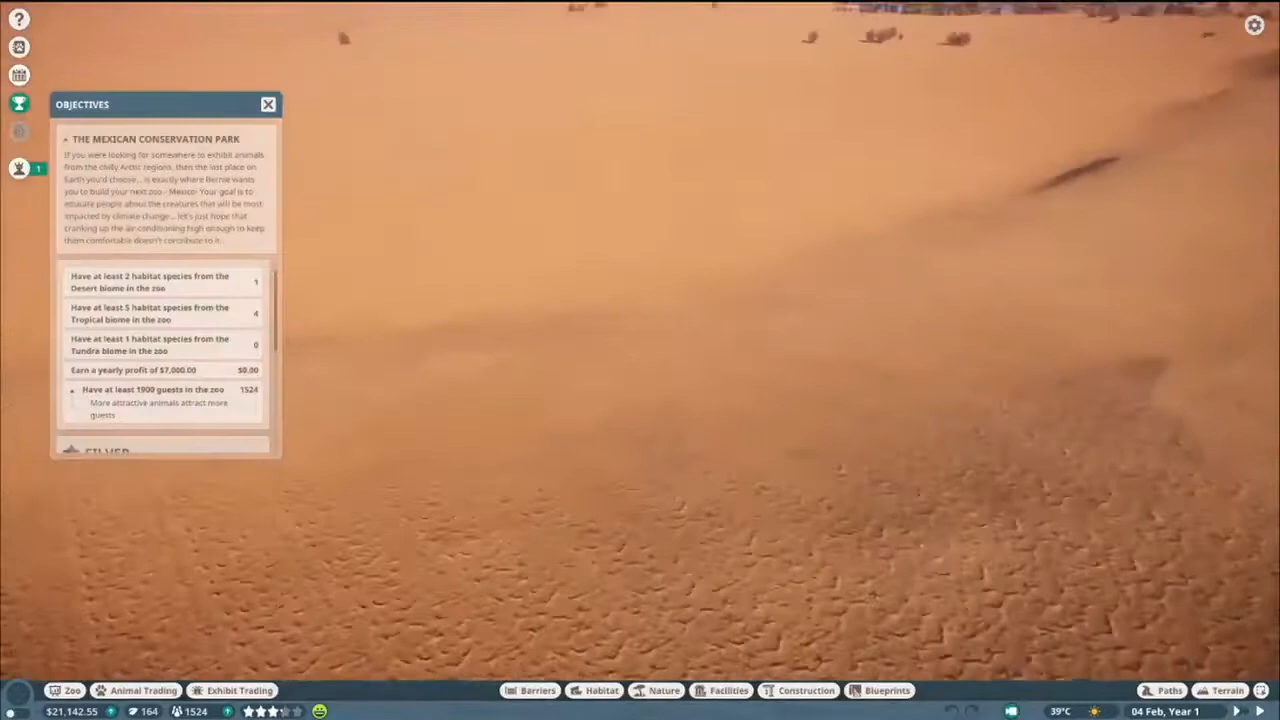 OBJECTIVES
THE MEXICAN CONSERVATION PARK
If you were looking for somewhere to exhibit animals
from the chilly Arctic regions, then the last place on
Earth you'd choose... is exactly where Bernie wants
you to build your next zoo - Mexico! Your goal is to
educate people about the creatures that will be most
impacted by climate change... let's just hope that
cranking up the air-conditioning high enough to keep
them comfortable doesn't contribute to it.
1
Have at least 2 habitat species from the
Desert biome in the zoo 1
Have at least 5 habitat species from the
Tropical biome in the zoo 4
Have at least 1 habitat species from the
Tundra biome in the zoo 0
Earn a yearly profit of $7,000.00 $0.00
Have at least 1900 guests in the zoo 1524
More attractive animals attract more
guests
SILVER
Zoo Animal Trading Exhibit Trading Barriers Habitat Nature Facilities Construction Blueprints Paths Terrain
$21,142.55 164 1524 39°C 04 Feb, Year 1